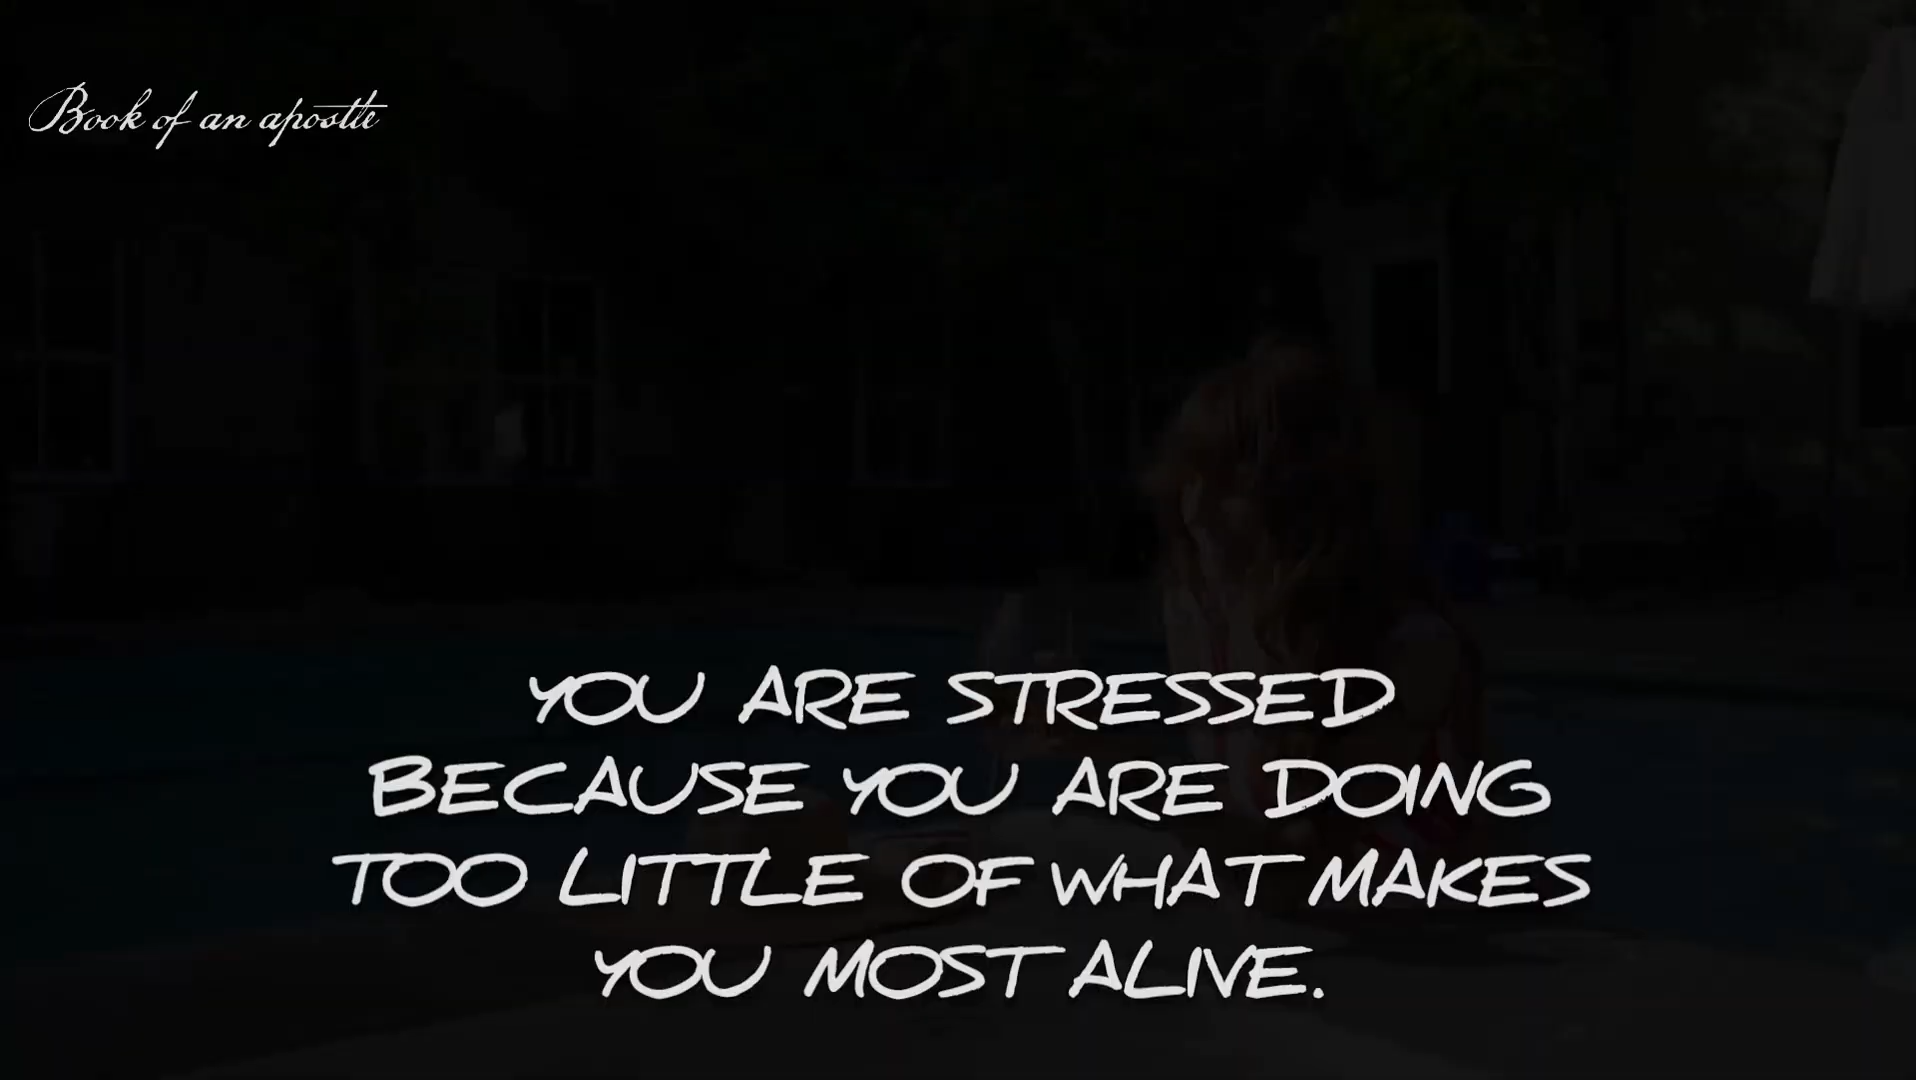 Book of an apostle
YOU ARE STRESSED
BECAUSE YOU ARE DOING
TOO LITTLE OF WHAT MAKES
YOU MOST ALIVE.